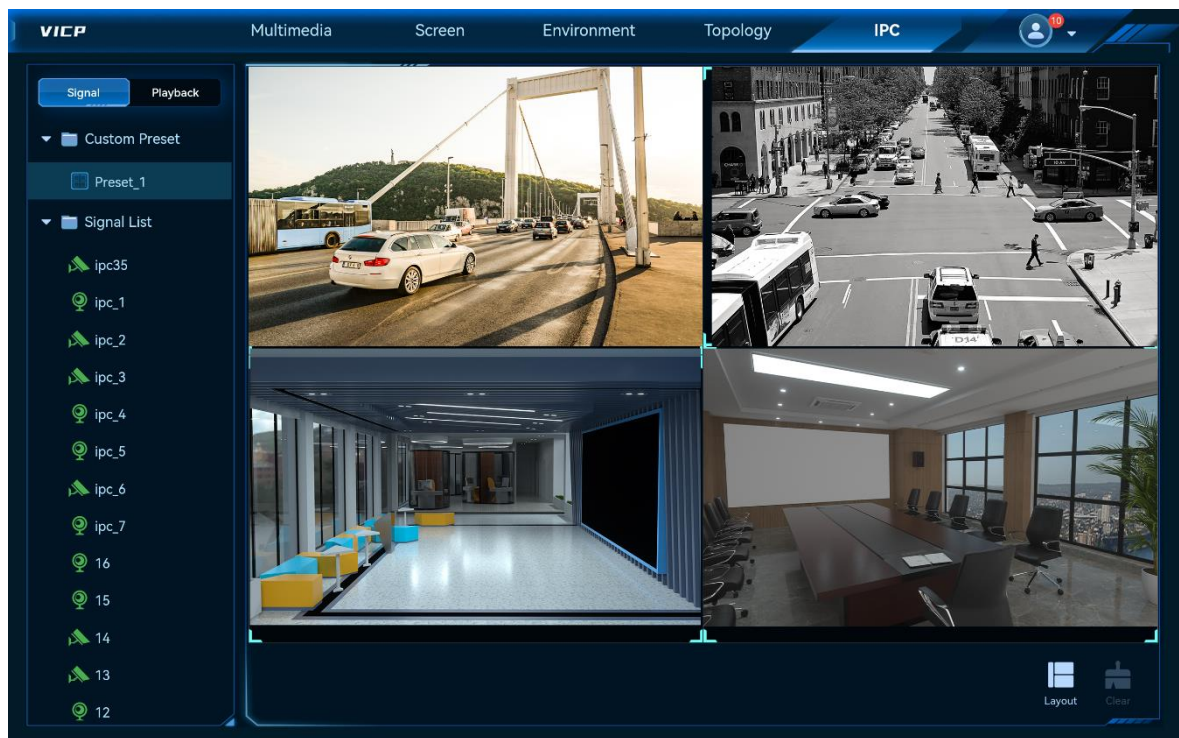 VICP
Multimedia
Screen
Environment
Topology
IPC
10
Signal
Playback
Custom Preset
Preset_1
Signal List
ipc35
ipc_1
ipc_2
ipc_3
ipc_4
ipc_5
ipc_6
ipc_7
16
15
14
13
12
D14
Layout
Clear